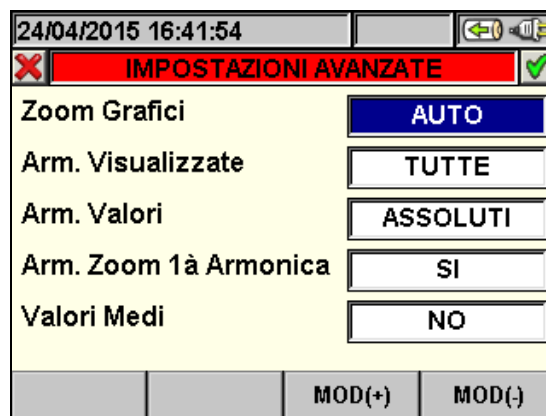 24/04/2015 16:41:54
IMPOSTAZIONI AVANZATE
Zoom Grafici AUTO
Arm. Visualizzate TUTTE
Arm. Valori ASSOLUTI
Arm. Zoom 1à Armonica SI
Valori Medi NO
MOD(+) MOD(-)